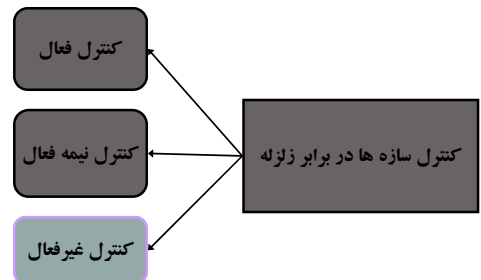 کنترل سازه ها در برابر زلزله
کنترل فعال
کنترل نیمه فعال
کنترل غیرفعال